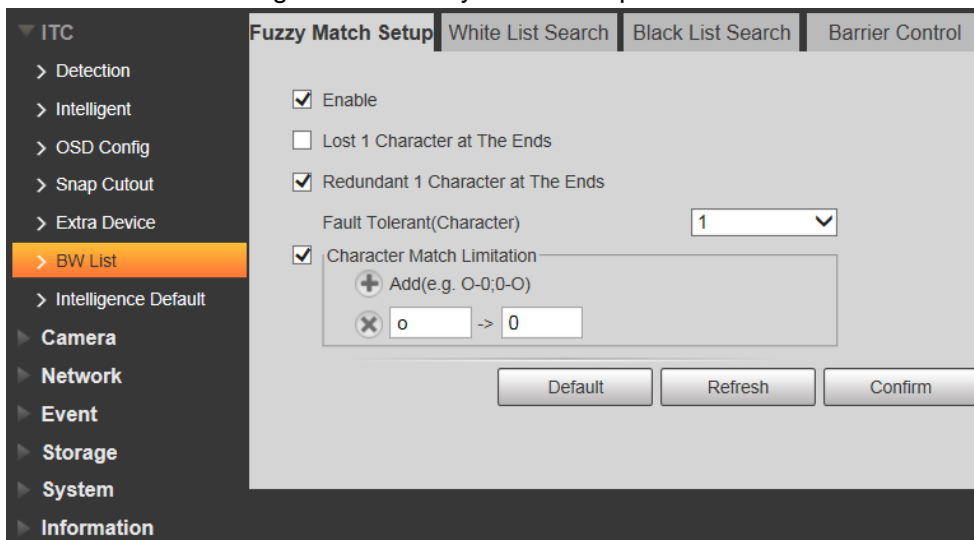 ITC
Detection
Intelligent
OSD Config
Snap Cutout
Extra Device
BW List
Intelligence Default
Camera
Network
Event
Storage
System
Information
Fuzzy Match Setup White List Search Black List Search Barrier Control
Enable
Lost 1 Character at The Ends
Redundant 1 Character at The Ends
Fault Tolerant(Character) 1
Character Match Limitation
Add(e.g. O-0;0-O)
o -> 0
Default Refresh Confirm